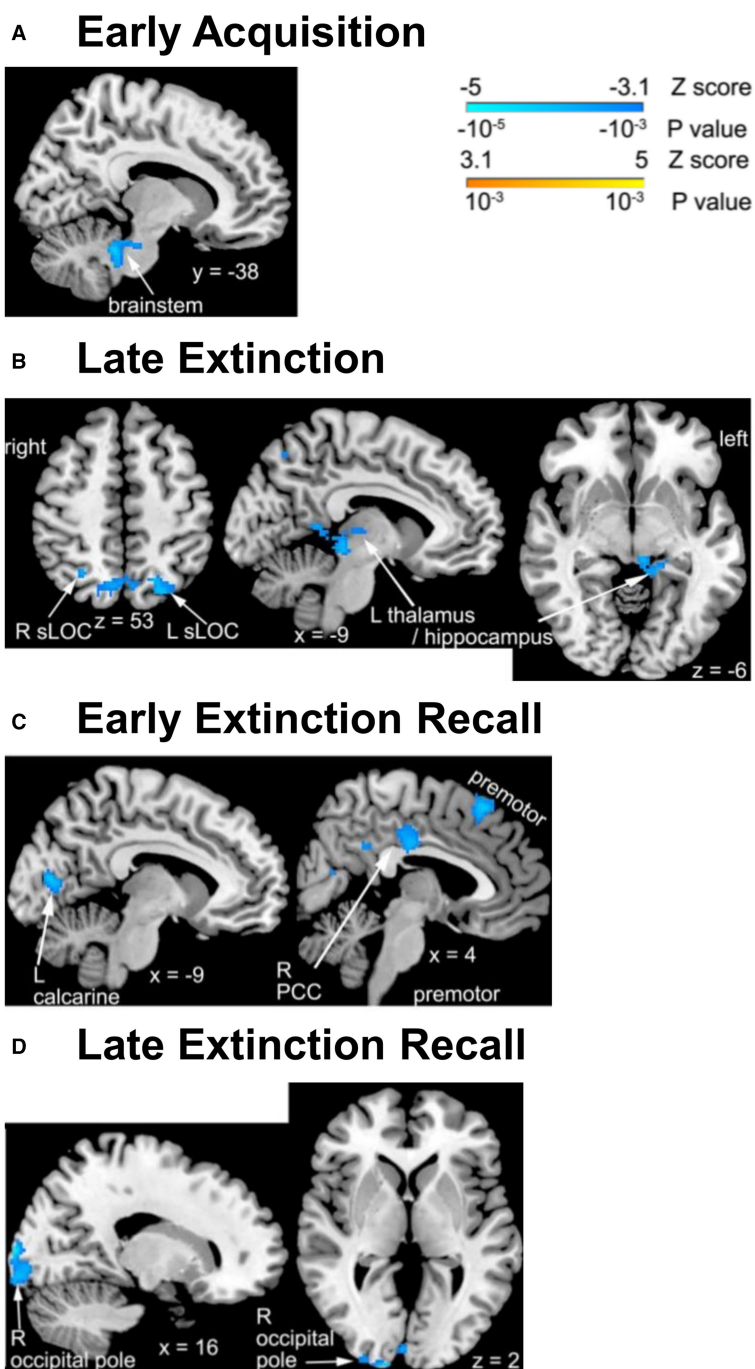 A Early Acquisition
-5 -3.1 Z score
-10-5 -10-3 P value
3.1 5 Z score
10-3 10-3 P value
y = -38
brainstem
B Late Extinction
right
left
R sLOC z = 53 L sLOC
x = -9
L thalamus
/ hippocampus
z = -6
C Early Extinction Recall
premotor
L
calcarine
x = -9
R
PCC
x = 4
premotor
D Late Extinction Recall
R
occipital pole
x = 16
R
occipital
pole
z = 2